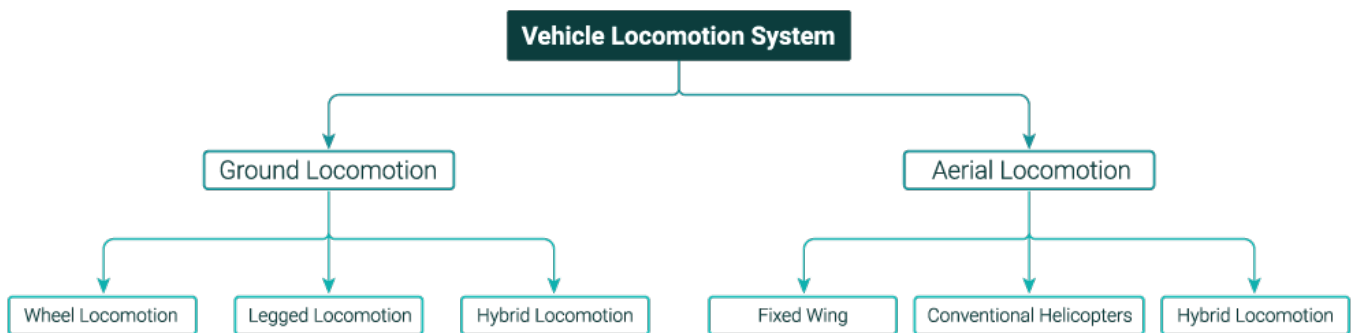 Vehicle Locomotion System
Ground Locomotion
Aerial Locomotion
Wheel Locomotion
Legged Locomotion
Hybrid Locomotion
Fixed Wing
Conventional Helicopters
Hybrid Locomotion